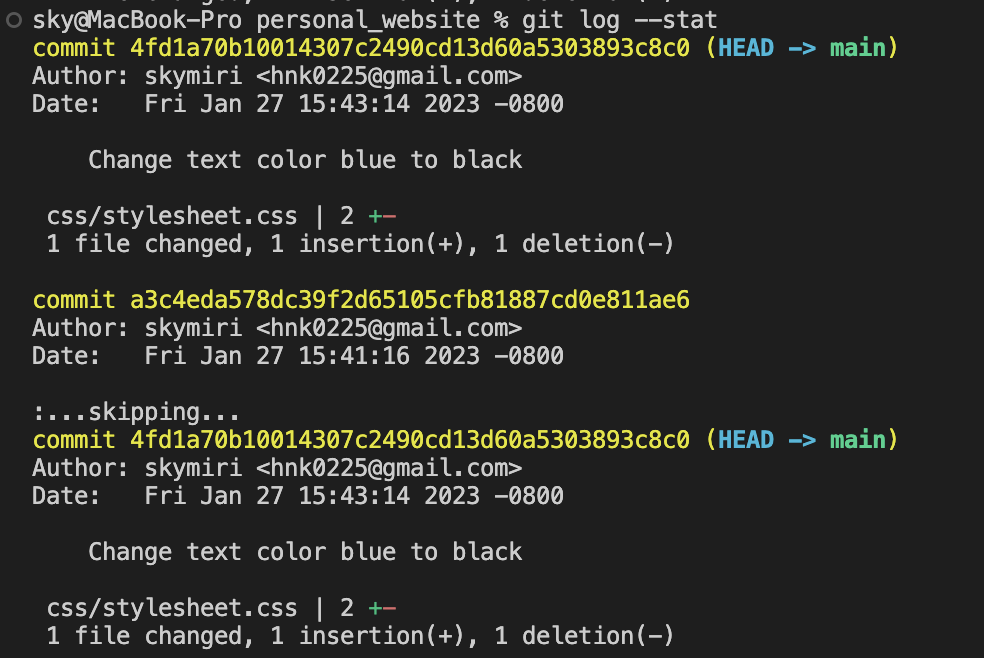 sky@MacBook-Pro personal_website % git log --stat
commit 4fd1a70b10014307c2490cd13d60a5303893c8c0 (HEAD -> main)
Author: skymiri <hnk0225@gmail.com>
Date:   Fri Jan 27 15:43:14 2023 -0800

    Change text color blue to black

 css/stylesheet.css | 2 +-
 1 file changed, 1 insertion(+), 1 deletion(-)

commit a3c4eda578dc39f2d65105cfb81887cd0e811ae6
Author: skymiri <hnk0225@gmail.com>
Date:   Fri Jan 27 15:41:16 2023 -0800

:...skipping...
commit 4fd1a70b10014307c2490cd13d60a5303893c8c0 (HEAD -> main)
Author: skymiri <hnk0225@gmail.com>
Date:   Fri Jan 27 15:43:14 2023 -0800

    Change text color blue to black

 css/stylesheet.css | 2 +-
 1 file changed, 1 insertion(+), 1 deletion(-)